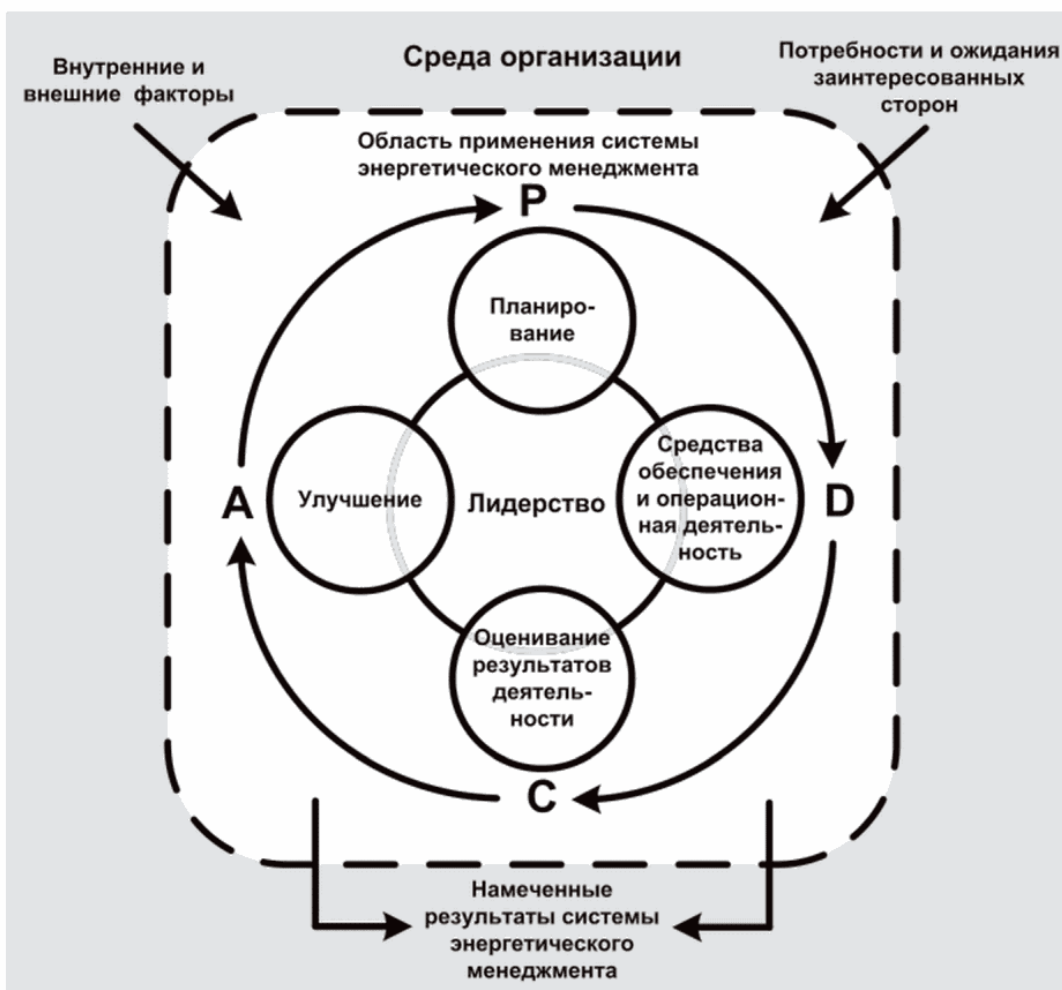 Среда организации
Внутренние и
внешние факторы
Потребности и ожидания
заинтересованных
сторон
Область применения системы
энергетического менеджмента
P
Планиро-
вание
Средства
обеспечения
и операцион-
ная деятель-
ность
D
A
Улучшение
Лидерство
Оценивание
результатов
деятель-
ности
C
Намеченные
результаты системы
энергетического
менеджмента